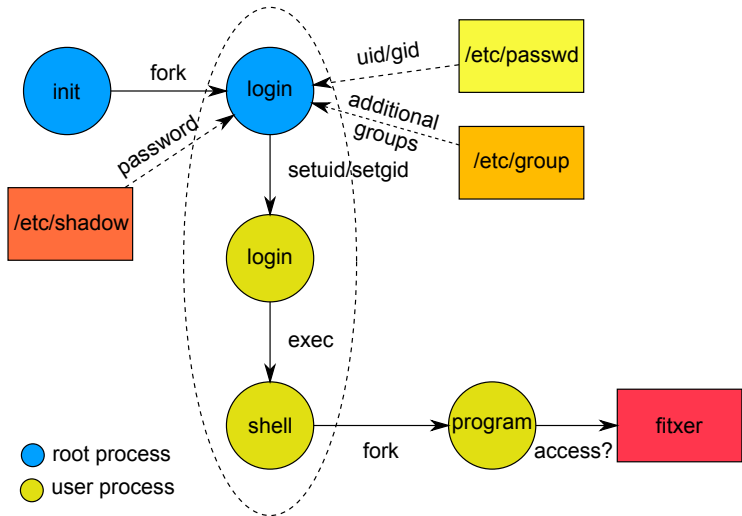 uid/gid
/etc/passwd
fork
init
login
additional
groups
password
/etc/group
setuid/setgid
/etc/shadow
login
exec
shell
program
fitxer
fork
access?
root process
user process